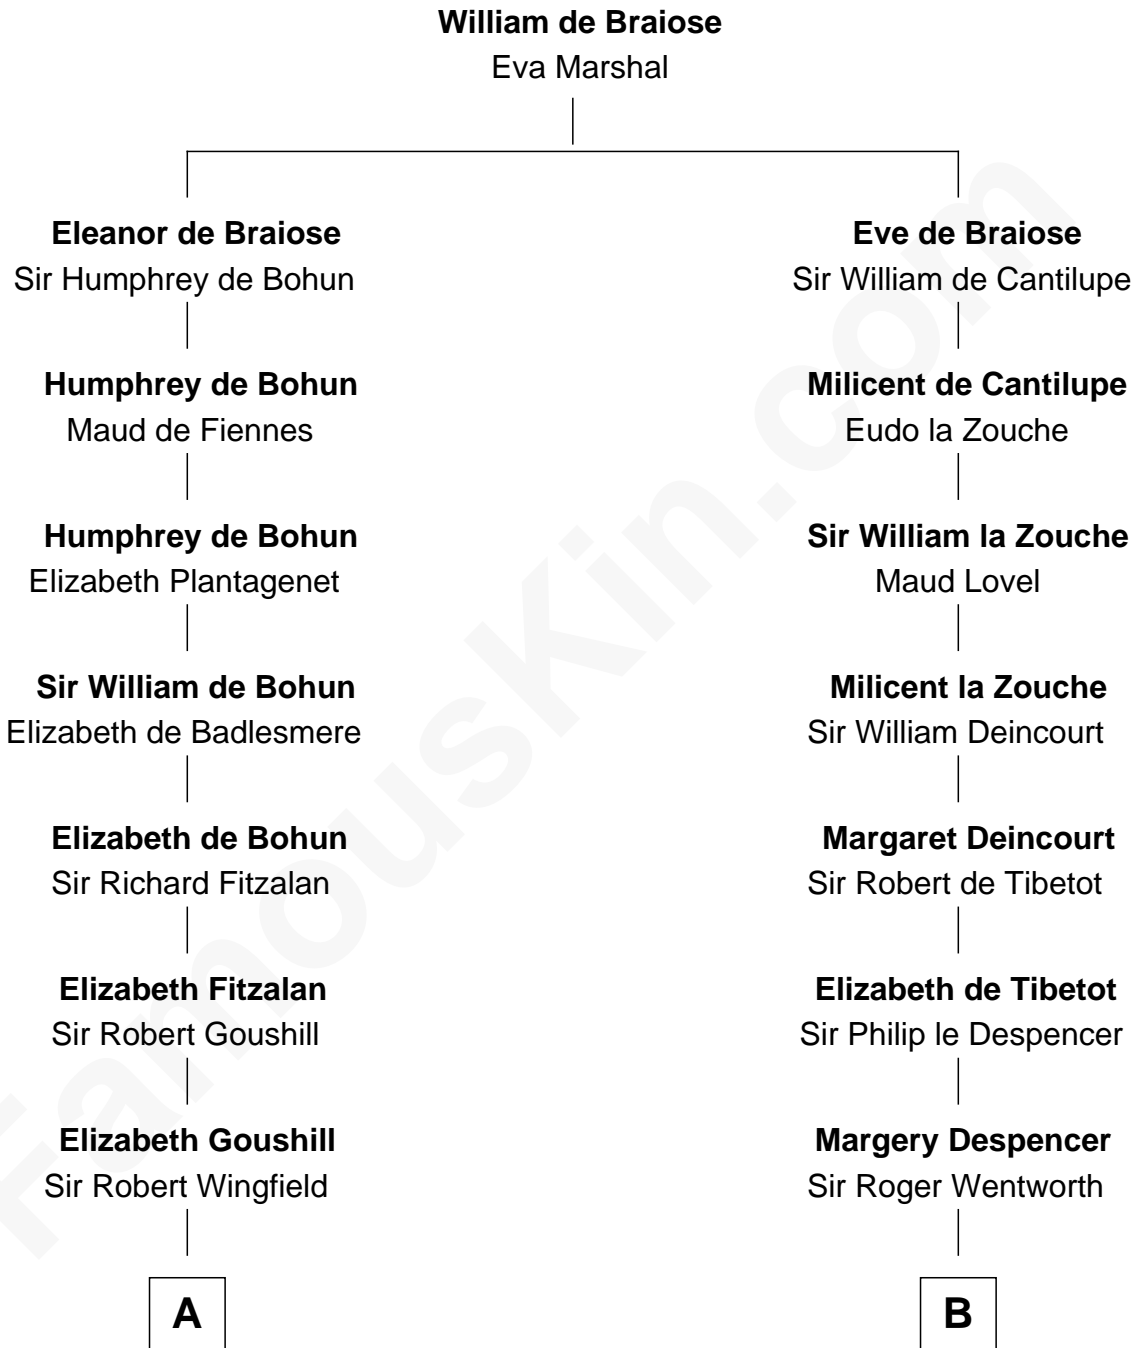 William de Braiose
Eva Marshal
Eleanor de Braiose
Sir Humphrey de Bohun
Humphrey de Bohun
Maud de Fiennes
Humphrey de Bohun
Elizabeth Plantagenet
Sir William de Bohun
Elizabeth de Badlesmere
Elizabeth de Bohun
Sir Richard Fitzalan
Elizabeth Fitzalan
Sir Robert Goushill
Elizabeth Goushill
Sir Robert Wingfield
A
Eve de Braiose
Sir William de Cantilupe
Milicent de Cantilupe
Eudo la Zouche
Sir William la Zouche
Maud Lovel
Milicent la Zouche
Sir William Deincourt
Margaret Deincourt
Sir Robert de Tibetot
Elizabeth de Tibetot
Sir Philip le Despencer
Margery Despencer
Sir Roger Wentworth
B
FamousKin.com